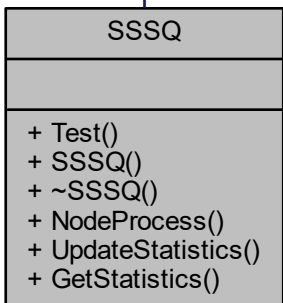 SSSQ
+ Test()
+ SSSQ()
+ ~SSSQ()
+ NodeProcess()
+ UpdateStatistics()
+ GetStatistics()